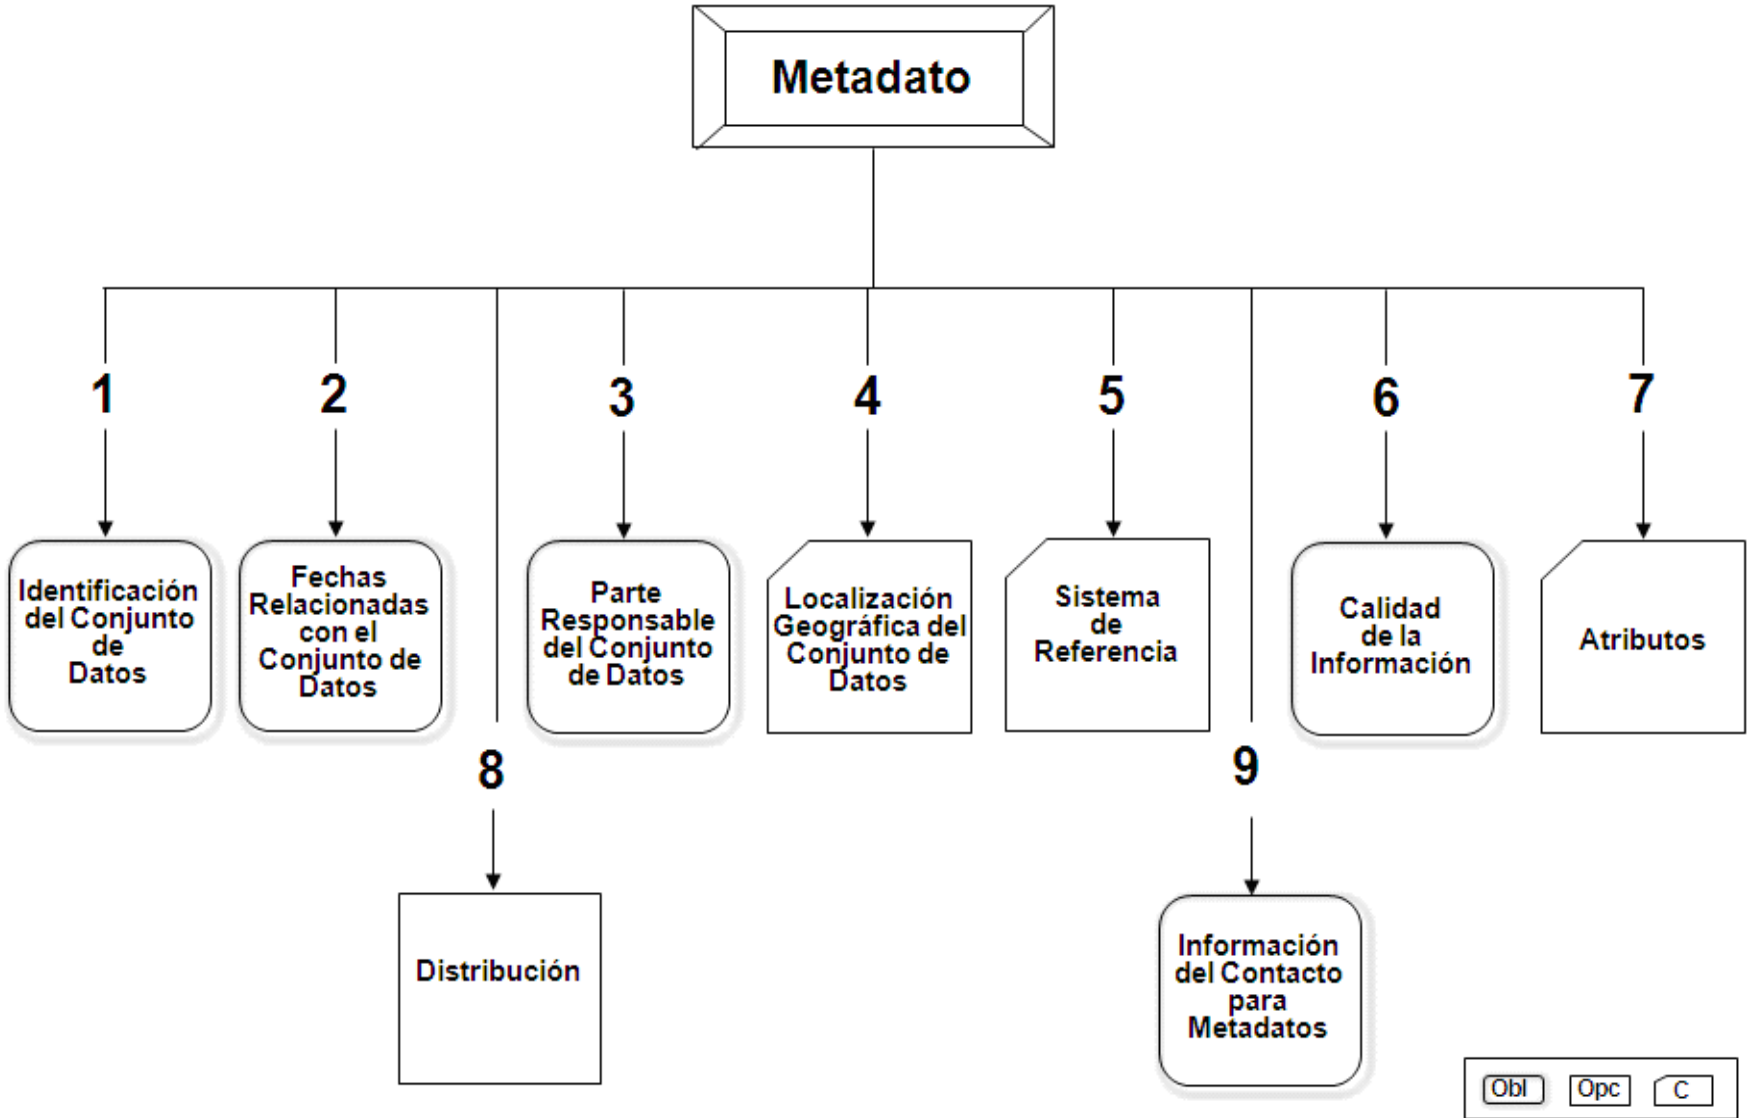 Metadato
1
2
3
4
5
6
7
Identificación
del Conjunto
de
Datos
Fechas
Relacionadas
con el
Conjunto de
Datos
Parte
Responsable
del Conjunto
de Datos
Localización
Geográfica del
Conjunto de
Datos
Sistema
de
Referencia
Calidad
de la
Información
Atributos
8
9
Distribución
Información
del Contacto
para
Metadatos
Obl
Opc
C